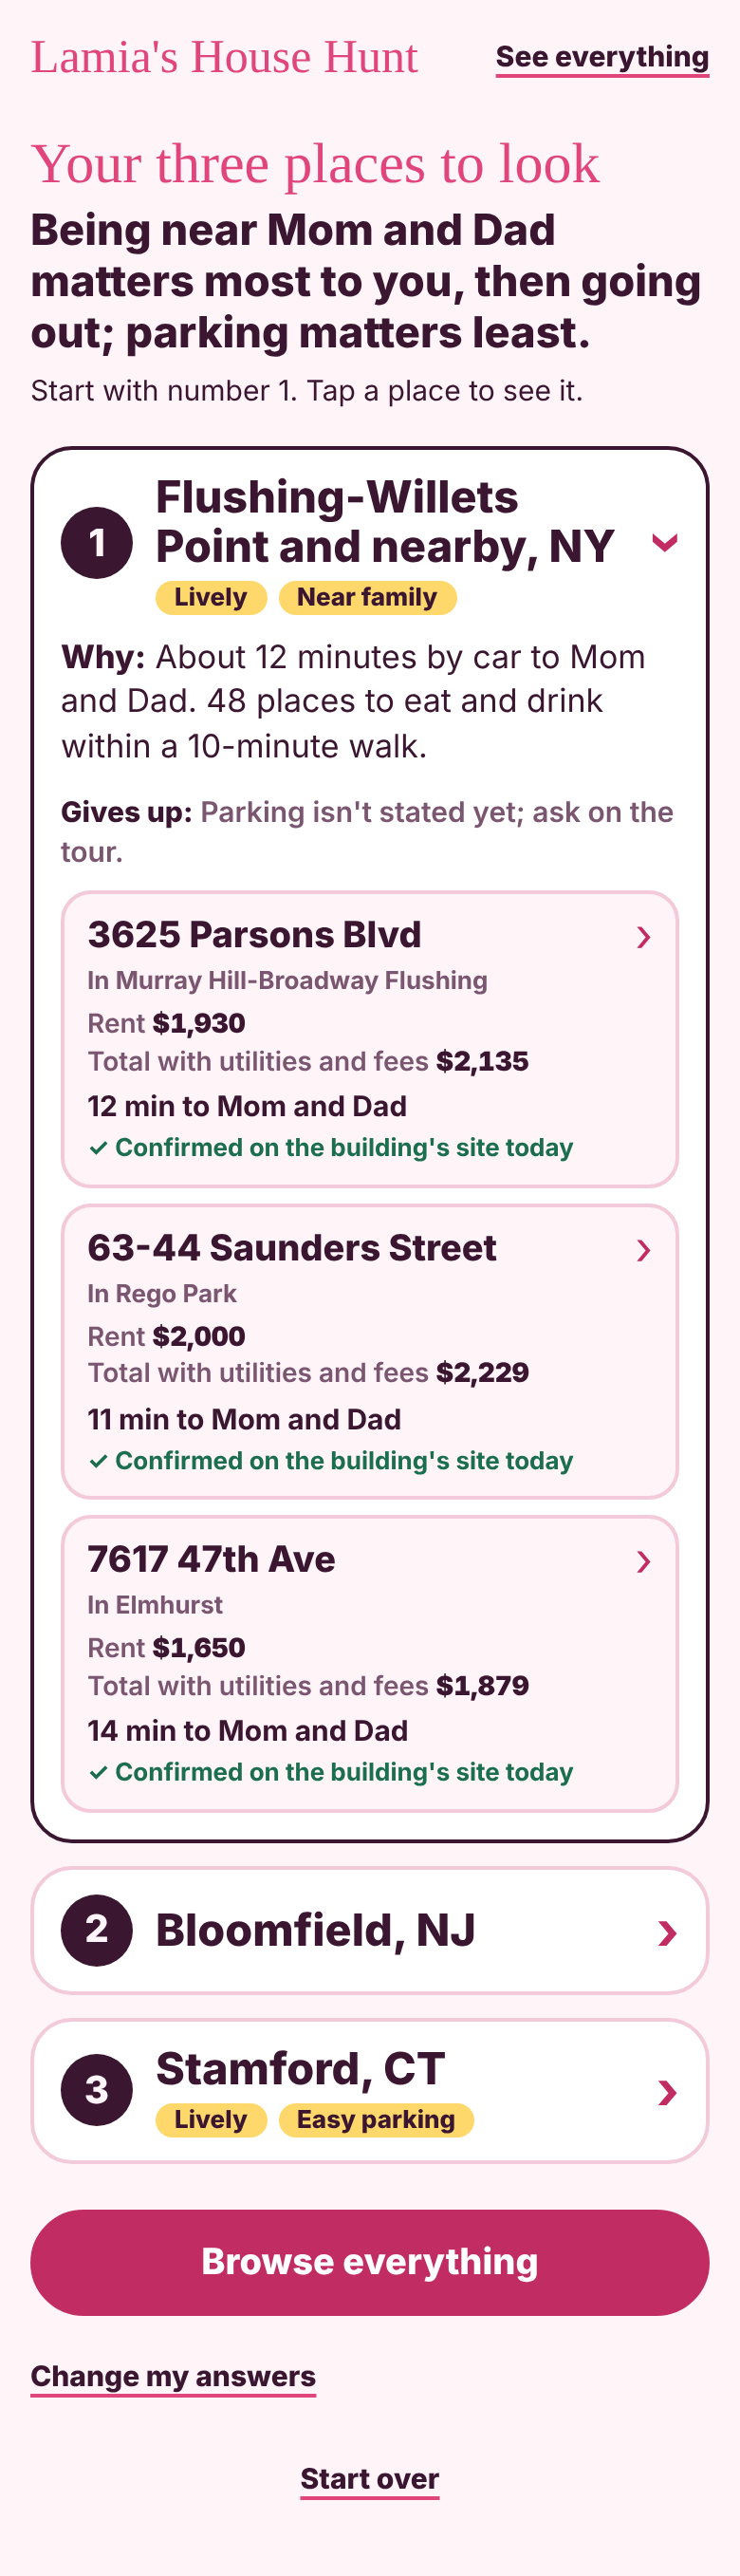 Lamia's House Hunt
See everything
Your three places to look
Being near Mom and Dad
matters most to you, then going
out; parking matters least.
Start with number 1. Tap a place to see it.
1
Flushing-Willets
Point and nearby, NY
Lively
Near family
Why: About 12 minutes by car to Mom
and Dad. 48 places to eat and drink
within a 10-minute walk.
Gives up: Parking isn't stated yet; ask on the
tour.
3625 Parsons Blvd
In Murray Hill-Broadway Flushing
Rent $1,930
Total with utilities and fees $2,135
12 min to Mom and Dad
✓ Confirmed on the building's site today
63-44 Saunders Street
In Rego Park
Rent $2,000
Total with utilities and fees $2,229
11 min to Mom and Dad
✓ Confirmed on the building's site today
7617 47th Ave
In Elmhurst
Rent $1,650
Total with utilities and fees $1,879
14 min to Mom and Dad
✓ Confirmed on the building's site today
2
Bloomfield, NJ
3
Stamford, CT
Lively
Easy parking
Browse everything
Change my answers
Start over